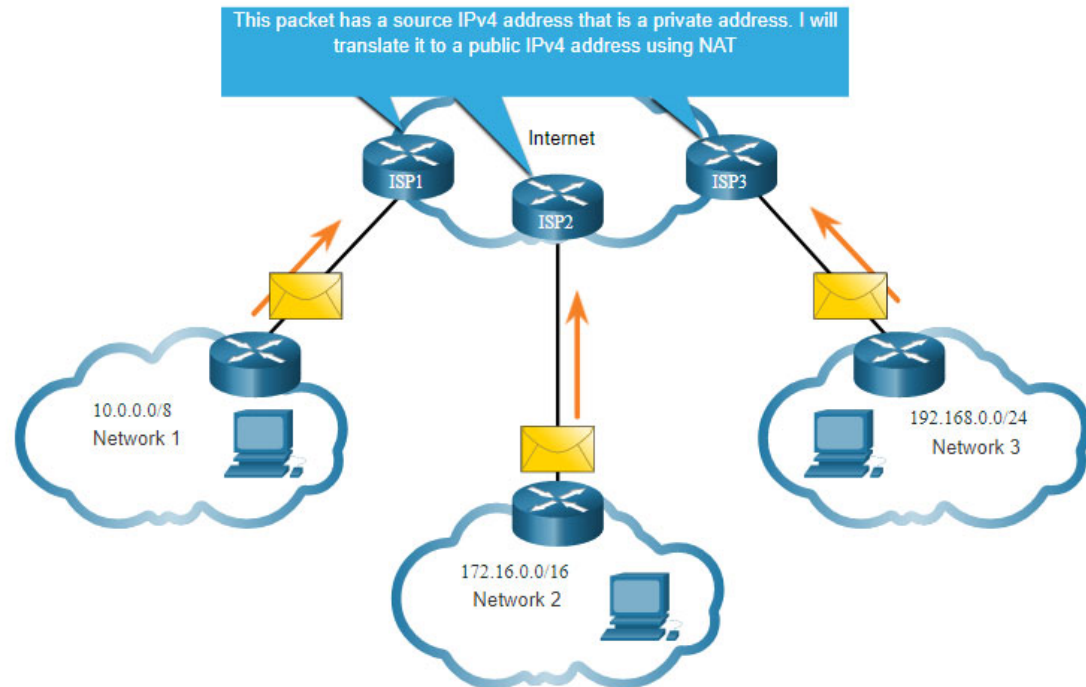 This packet has a source IPv4 address that is a private address. I will
translate it to a public IPv4 address using NAT
Internet
ISP1
ISP3
ISP2
10.0.0.0/8
Network 1
192.168.0.0/24
Network 3
172.16.0.0/16
Network 2